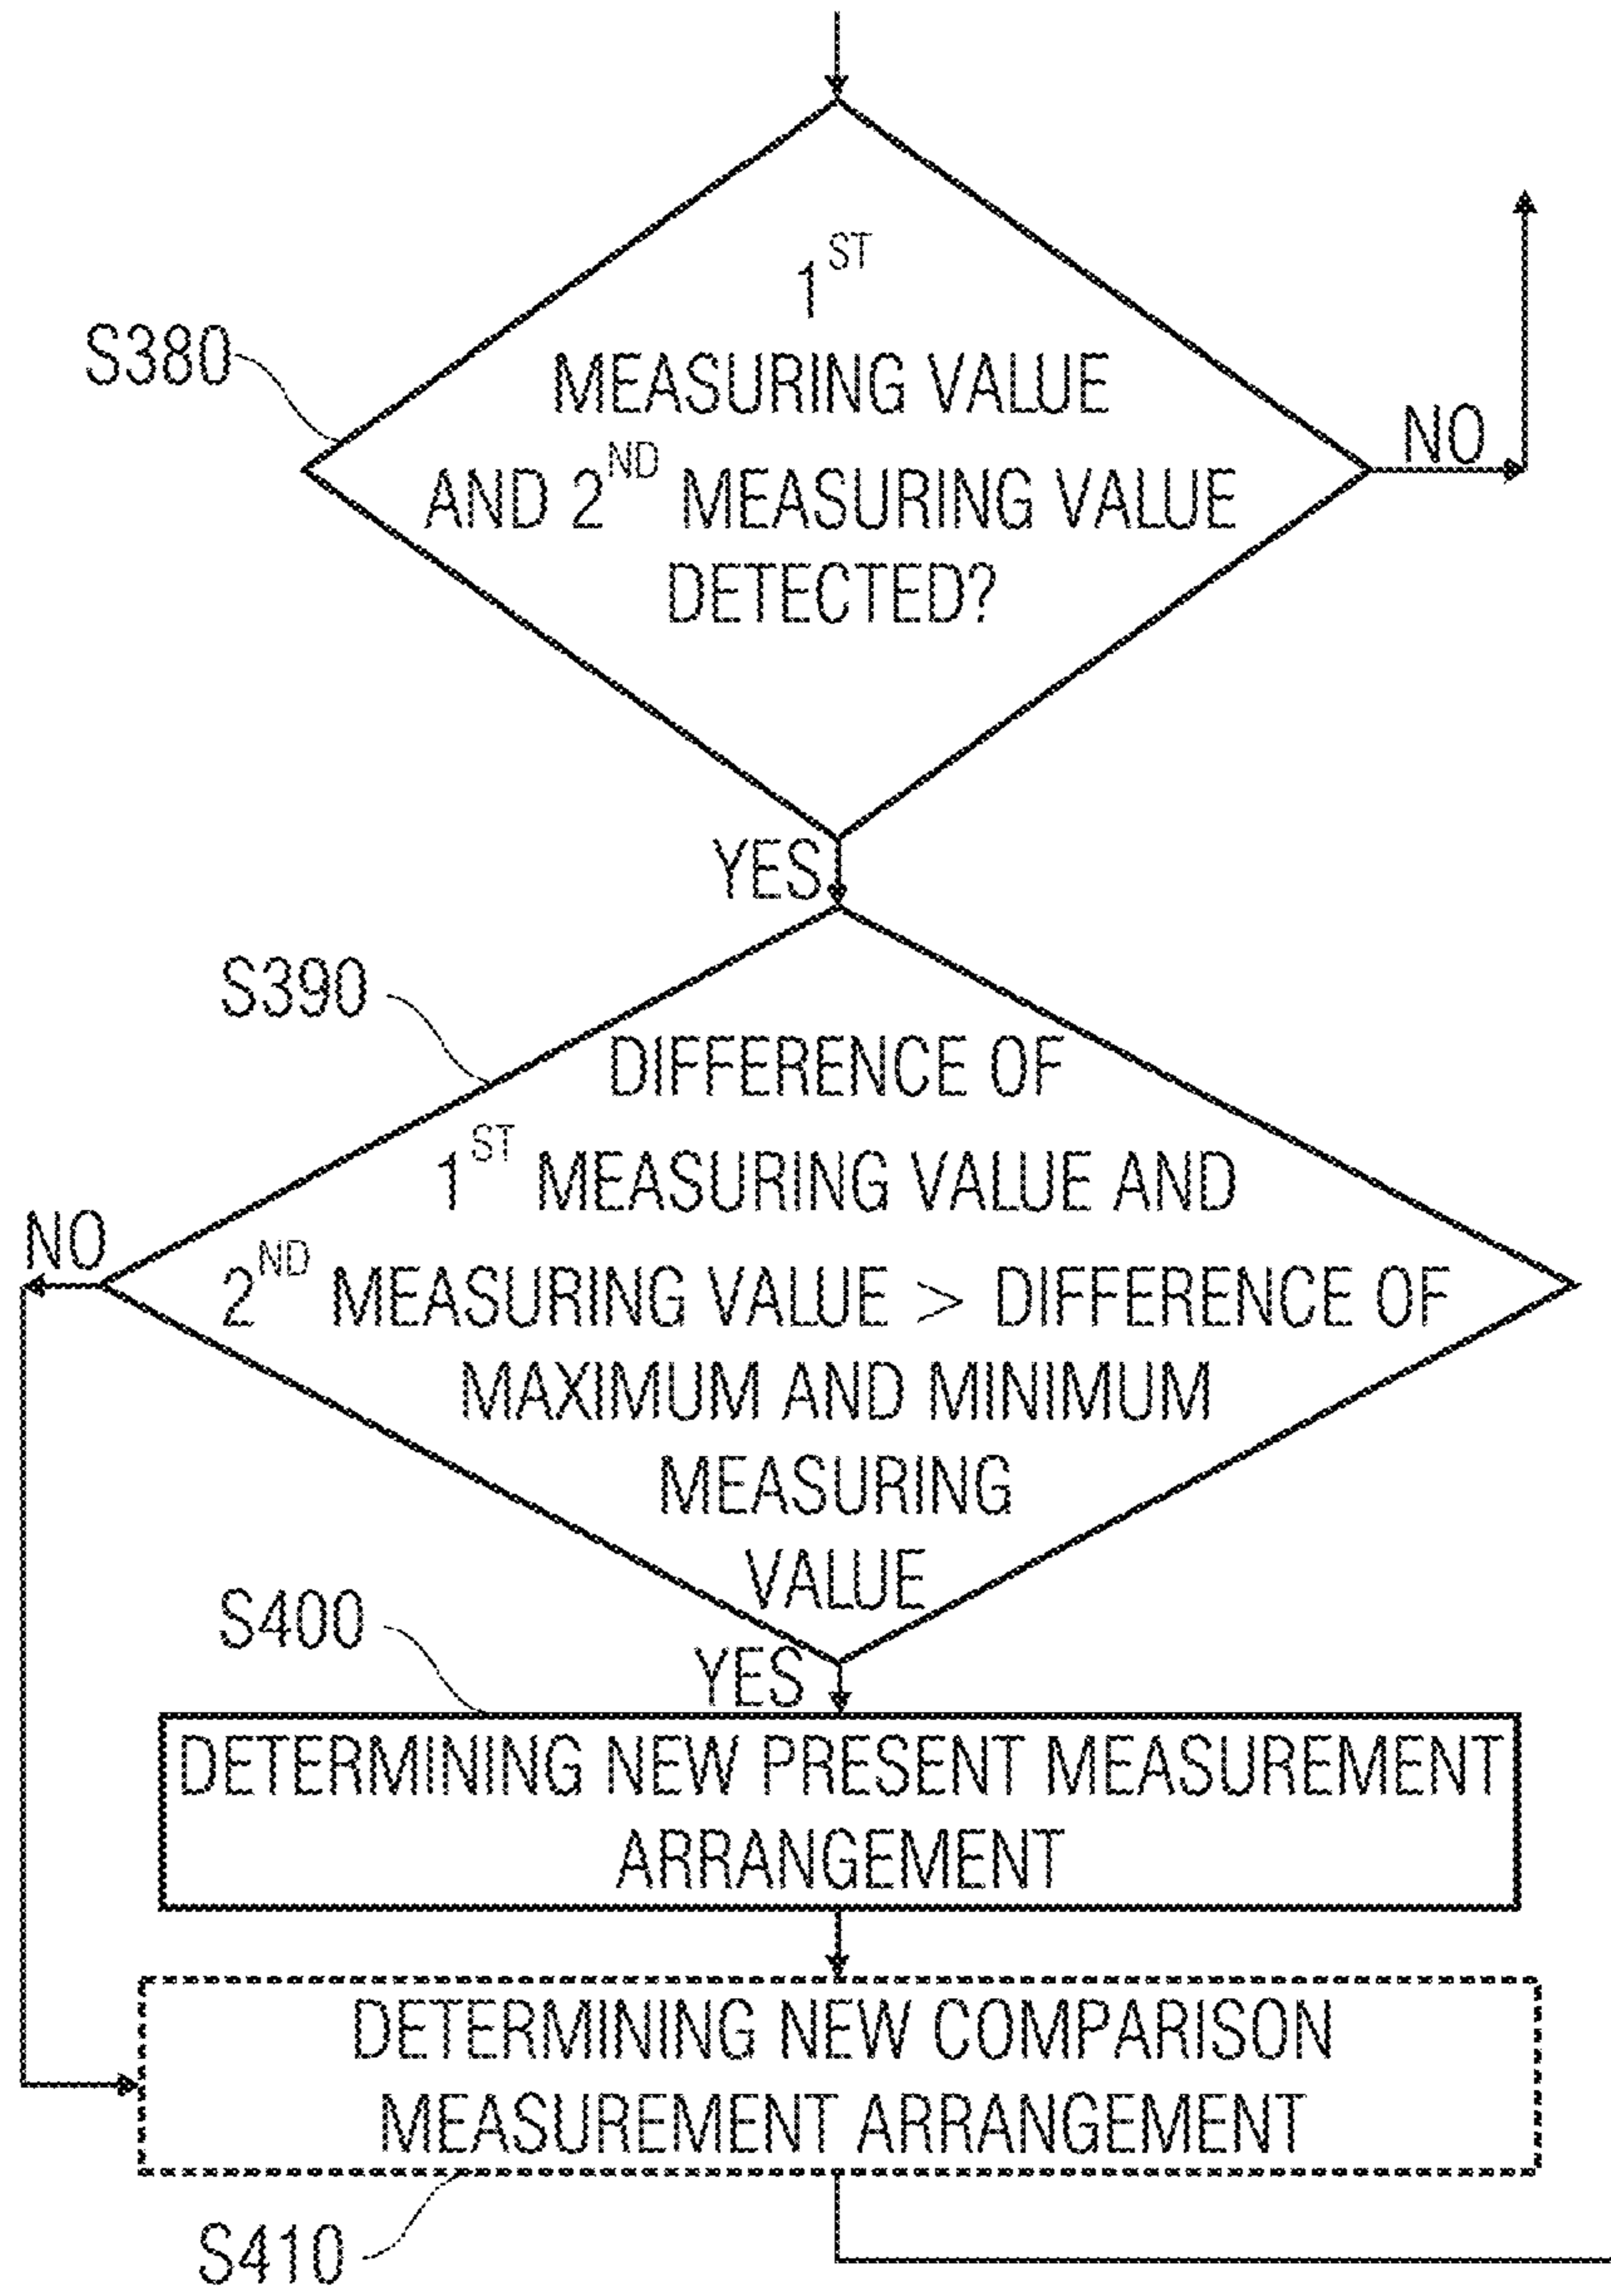 1ST
S380
MEASURING VALUE
NO
AND 2ND MEASURING VALUE
DETECTED?
YES
S390
DIFFERENCE OF
1ST MEASURING VALUE AND
NO
2ND MEASURING VALUE > DIFFERENCE OF
MAXIMUM AND MINIMUM
MEASURING
VALUE
S400
YES
DETERMINING NEW PRESENT MEASUREMENT
ARRANGEMENT
DETERMINING NEW COMPARISON
MEASUREMENT ARRANGEMENT
S410